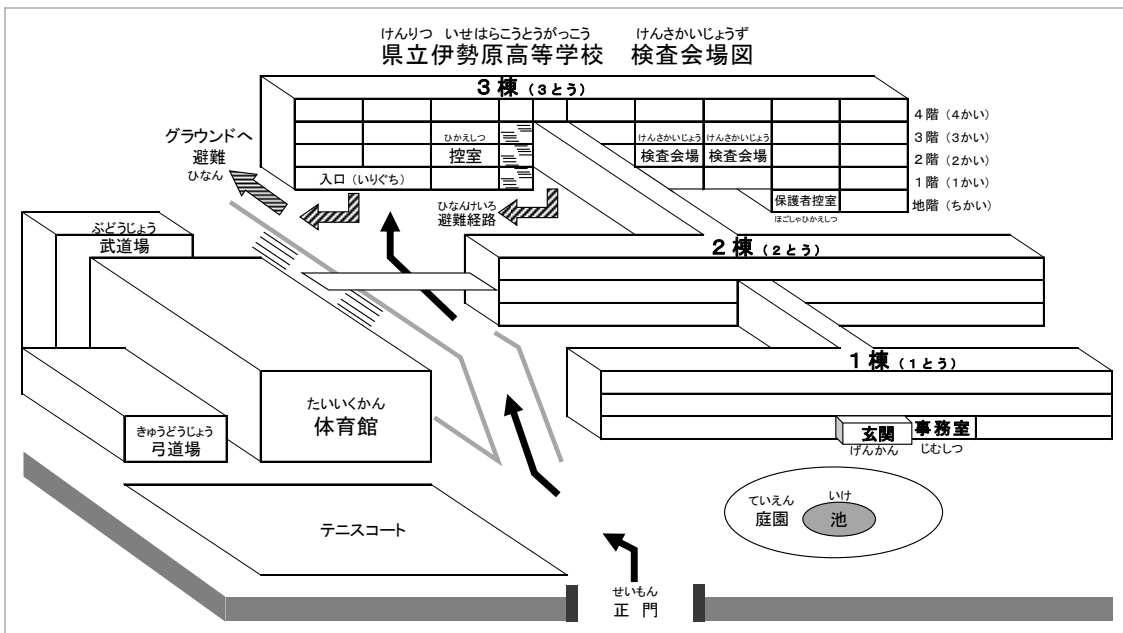 けんりつ いせはらこうとうがっこう けんさかいじょうず
県立伊勢原高等学校 検査会場図
3棟(3とう)
4階(4かい)
3階(3かい)
2階(2かい)
1階(1かい)
地階(ちかい)
グラウンドへ
避難
ひなん
ひかえしつ
控室
けんさかいじょう けんさかいじょう
検査会場 検査会場
入口(いりぐち)
ひなんけいろ
避難経路
保護者控室
ほごしゃひかえしつ
ぶどうじょう
武道場
2棟(2とう)
1棟(1とう)
たいいくかん
体育館
きゅうどうじょう
弓道場
玄関
げんかん
事務室
じむしつ
ていえん
庭園
いけ
池
テニスコート
せいもん
正 門